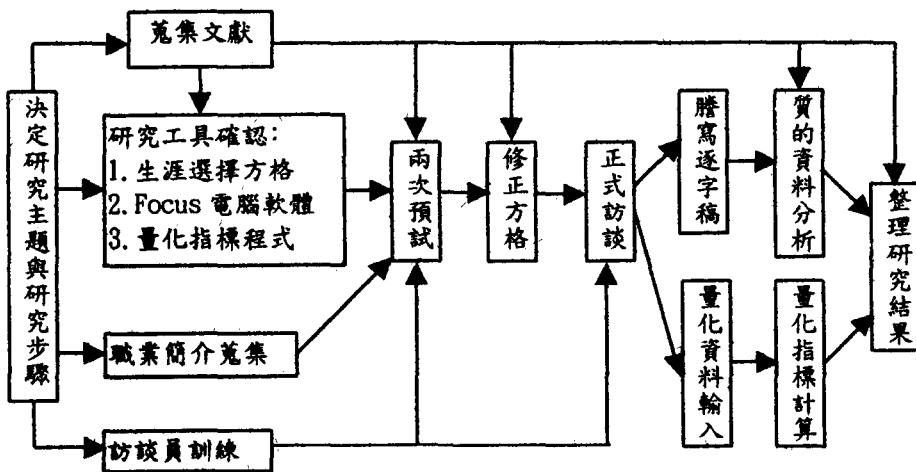 蒐集文獻
決定研究主題與研究步驟
研究工具確認:
1. 生涯選擇方格
2. Focus 電腦軟體
3. 量化指標程式
職業簡介蒐集
訪談員訓練
兩次預試
修正方格
正式訪談
謄寫逐字稿
質的資料分析
量化資料輸入
量化指標計算
整理研究結果